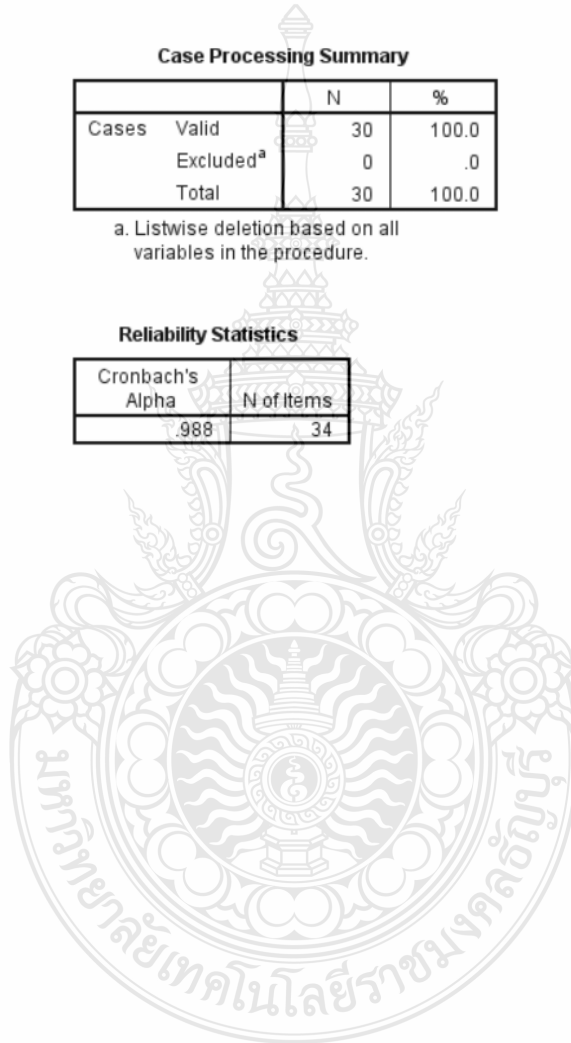 Case Processing Summary
N %
Cases Valid 30 100.0
Excludedᵃ 0 .0
Total 30 100.0
a. Listwise deletion based on all
variables in the procedure.
Reliability Statistics
Cronbach's
Alpha N of Items
.988 34
มหาวิทยาลัยเทคโนโลยีราชมงคลธัญบุรี